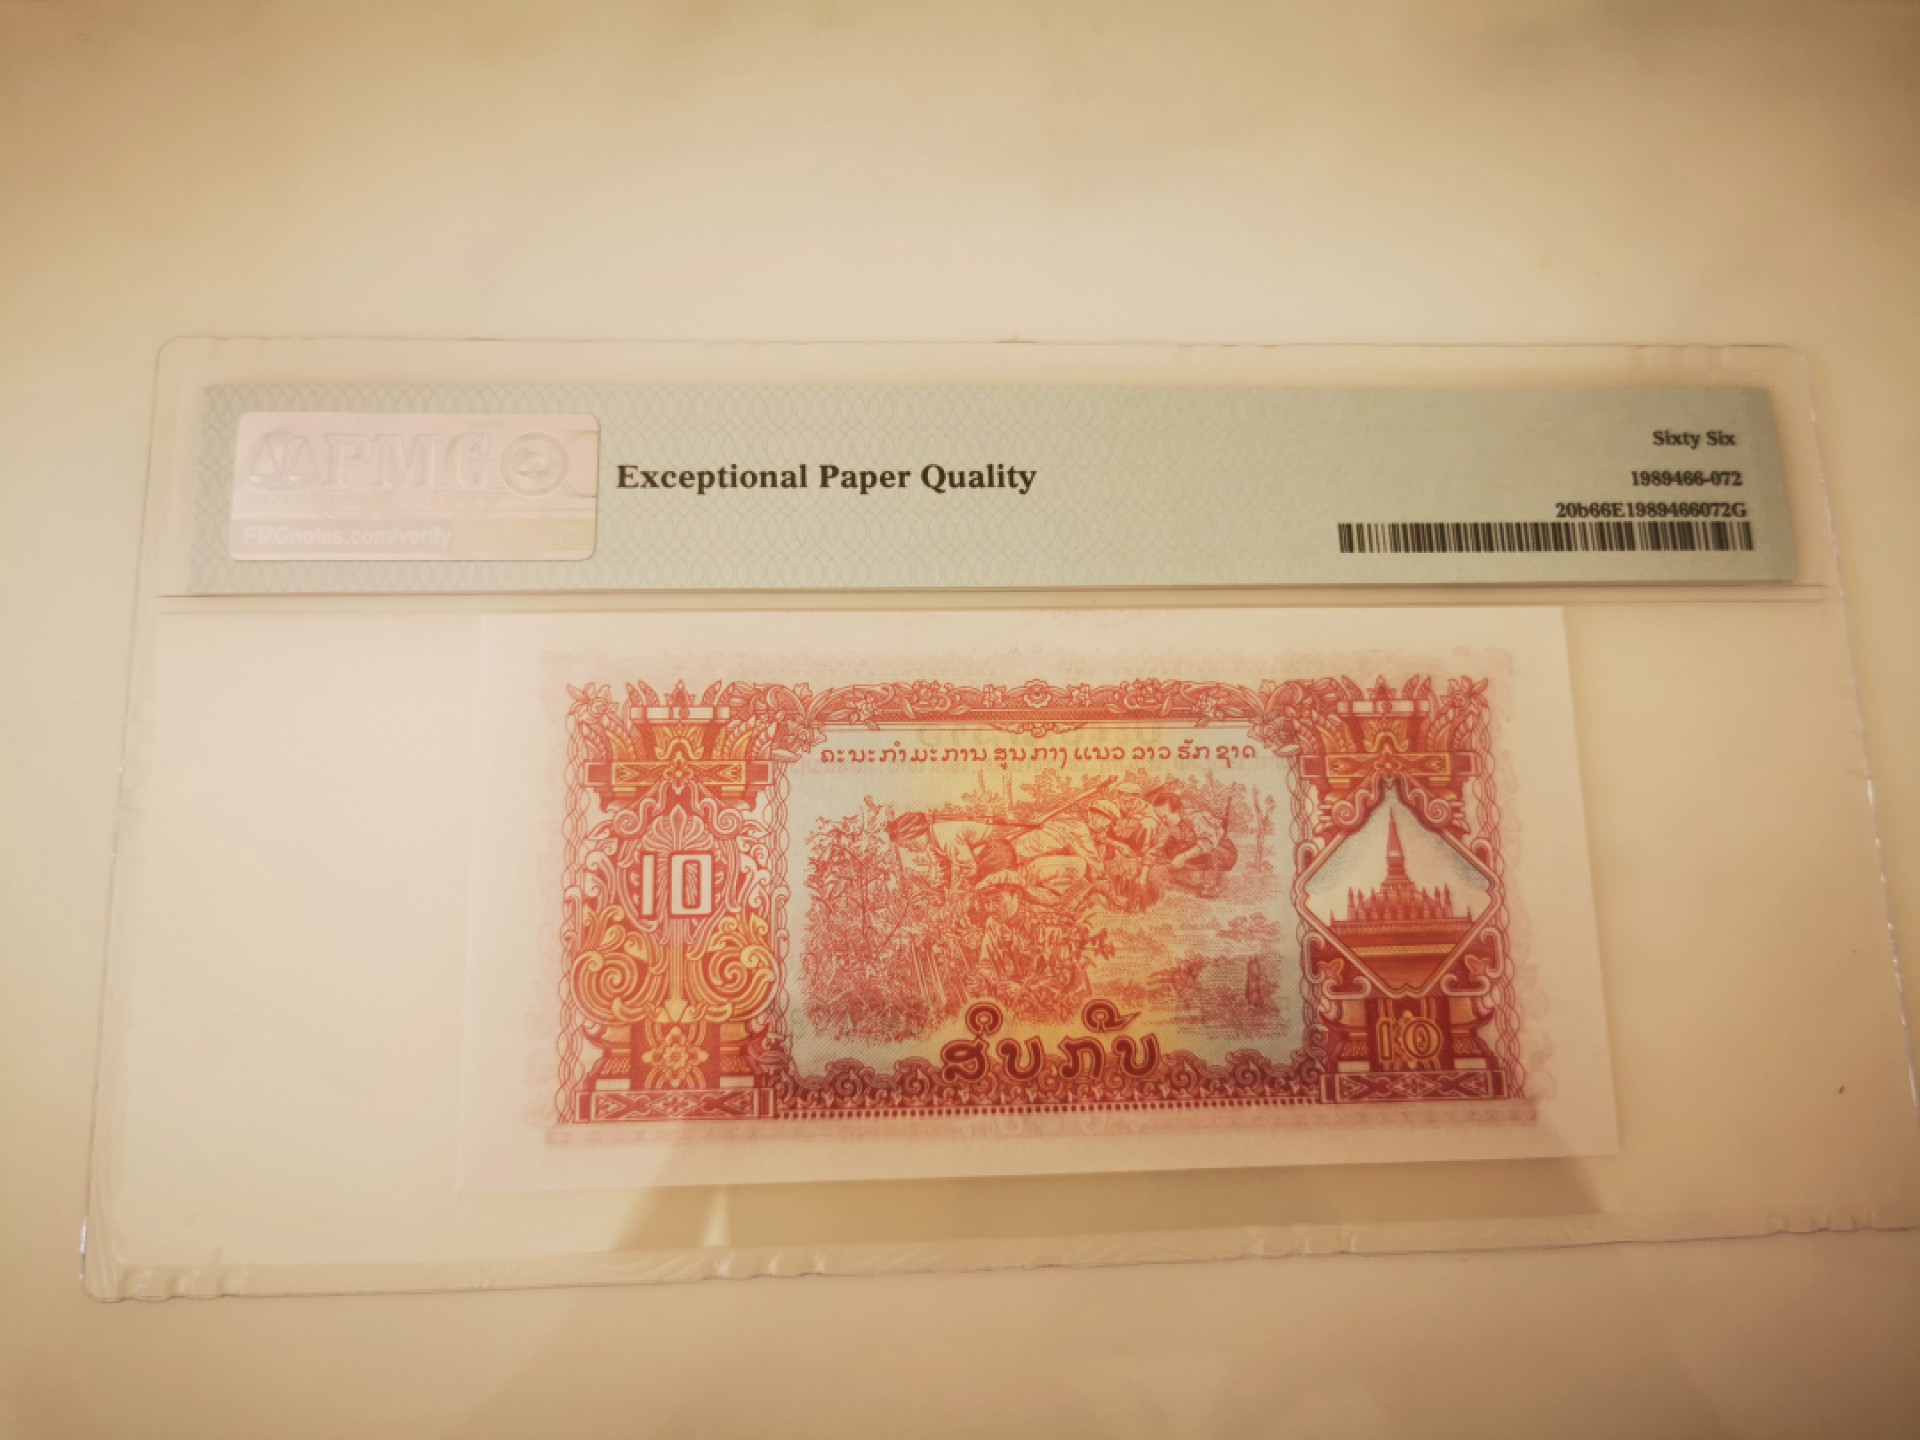 PMG
PMGnotes.com/verify
Exceptional Paper Quality
Sixty Six
1989466-072
20b66E1989466072G
ຄະນະກຳມະການ ສູນກາງ ແນວ ລາວ ຮັກ ຊາດ
10
10
ສິບກີບ